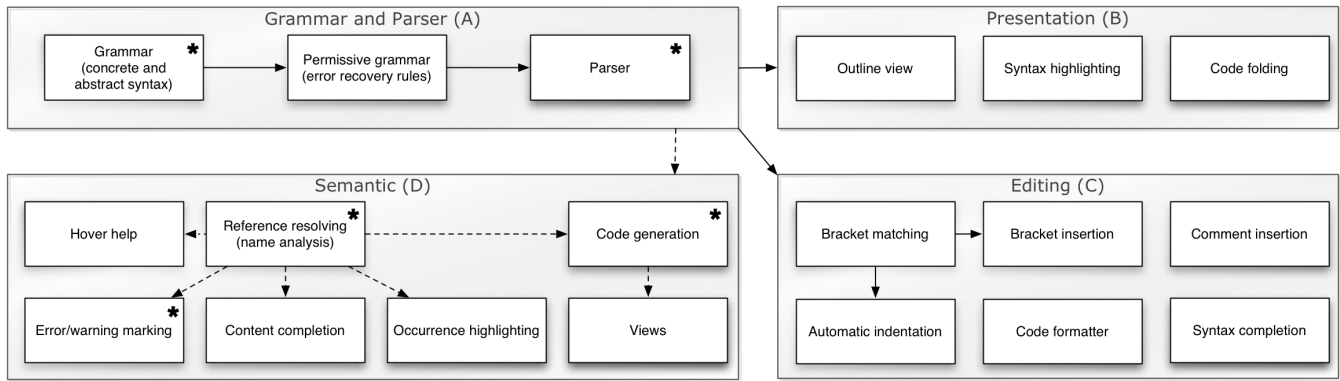 Grammar and Parser (A)
Grammar *
(concrete and
abstract syntax)
Permissive grammar
(error recovery rules)
Parser *
Presentation (B)
Outline view
Syntax highlighting
Code folding
Semantic (D)
Hover help
Reference resolving *
(name analysis)
Code generation *
Error/warning marking *
Content completion
Occurrence highlighting
Views
Editing (C)
Bracket matching
Bracket insertion
Comment insertion
Automatic indentation
Code formatter
Syntax completion